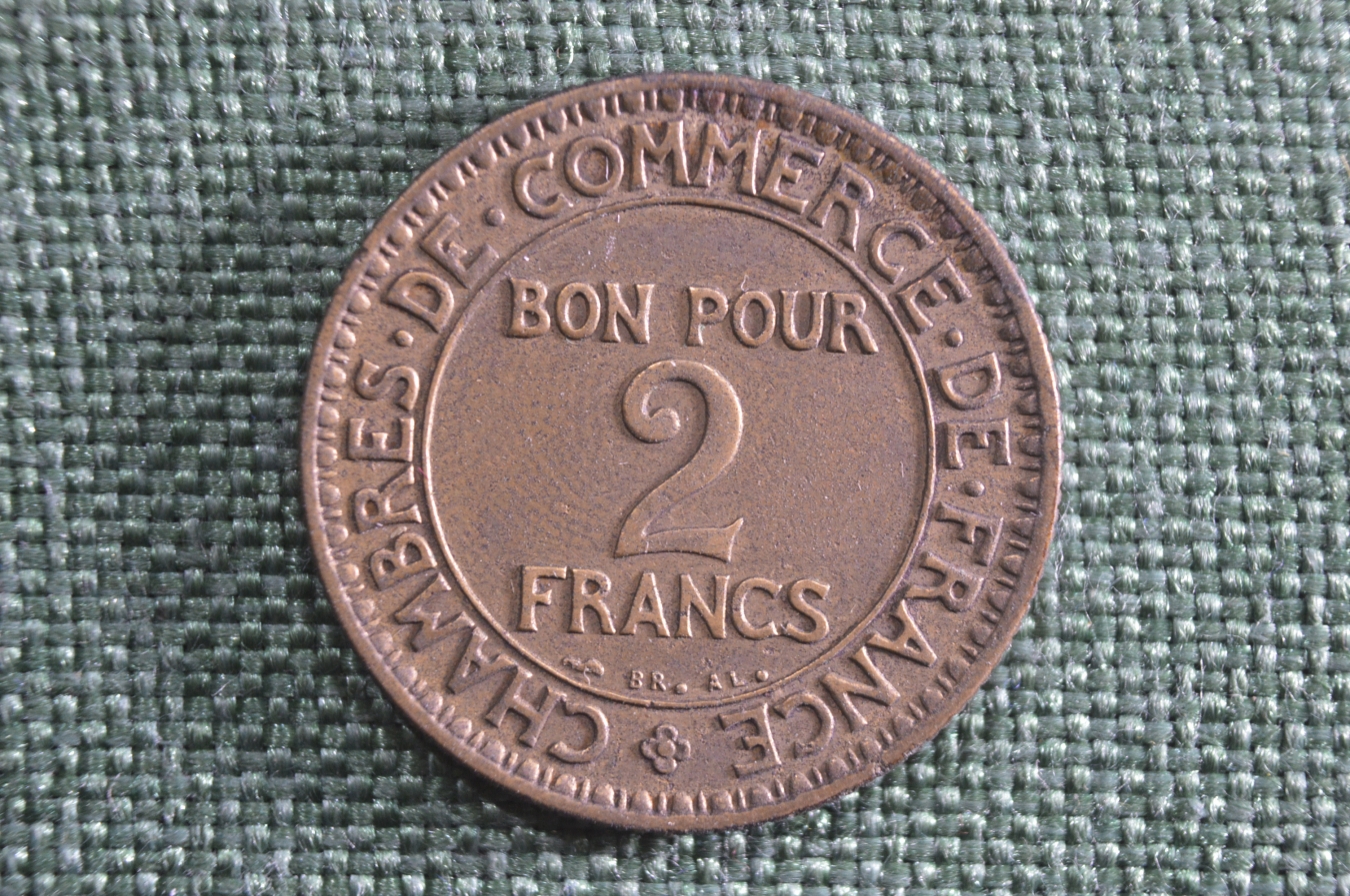 CHAMBRES·DE·COMMERCE·DE·FRANCE
BON POUR
2
FRANCS
BR. AL.